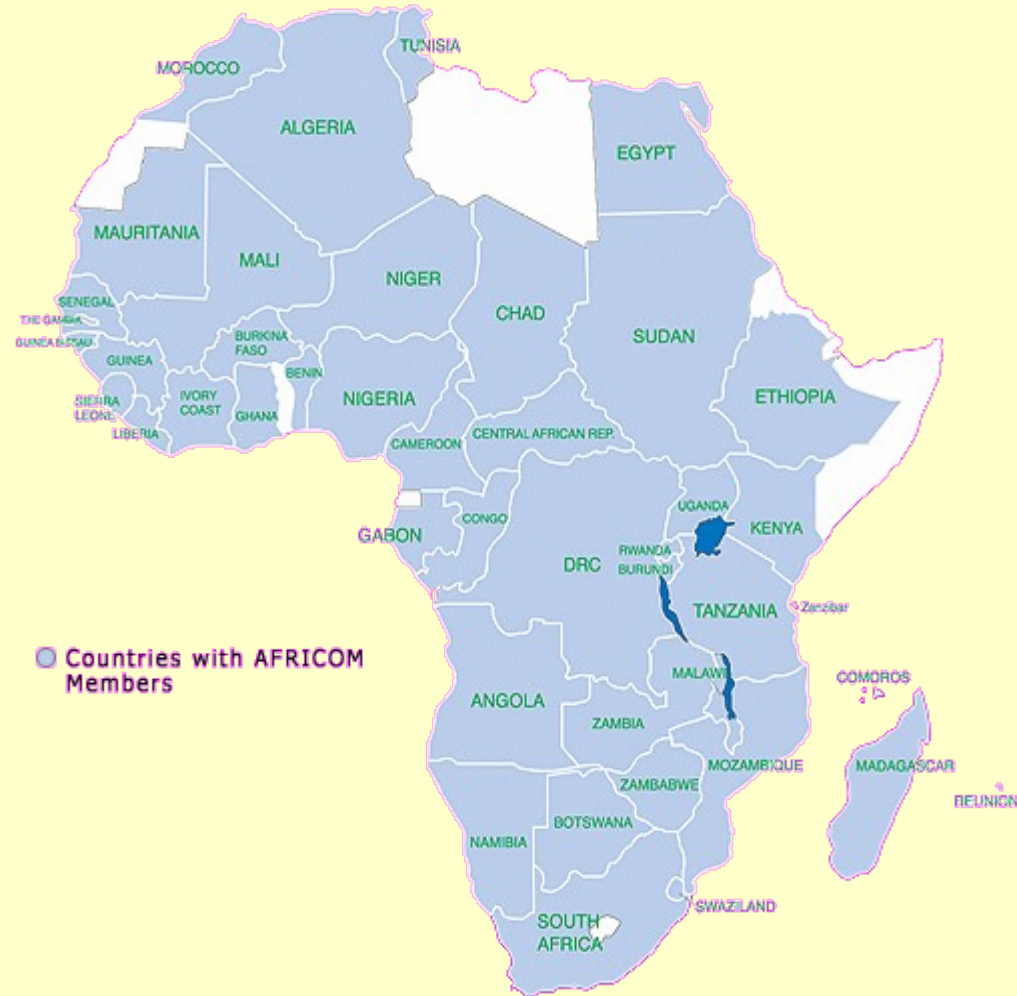 TUNISIA
MOROCCO
ALGERIA
EGYPT
MAURITANIA
MALI
NIGER
CHAD
SUDAN
SENEGAL
THE GAMBIA
GUINEA BISSAU
GUINEA
BURKINA
FASO
BENIN
NIGERIA
ETHIOPIA
SIERRA
LEONE
IVORY
COAST
GHANA
LIBERIA
CAMEROON
CENTRAL AFRICAN REP.
UGANDA
KENYA
GABON
CONGO
DRC
RWANDA
BURUNDI
TANZANIA
Zanzibar
Countries with AFRICOM
Members
MALAWI
COMOROS
ANGOLA
ZAMBIA
MOZAMBIQUE
MADAGASCAR
ZAMBABWE
REUNION
BOTSWANA
NAMIBIA
SWAZILAND
SOUTH
AFRICA